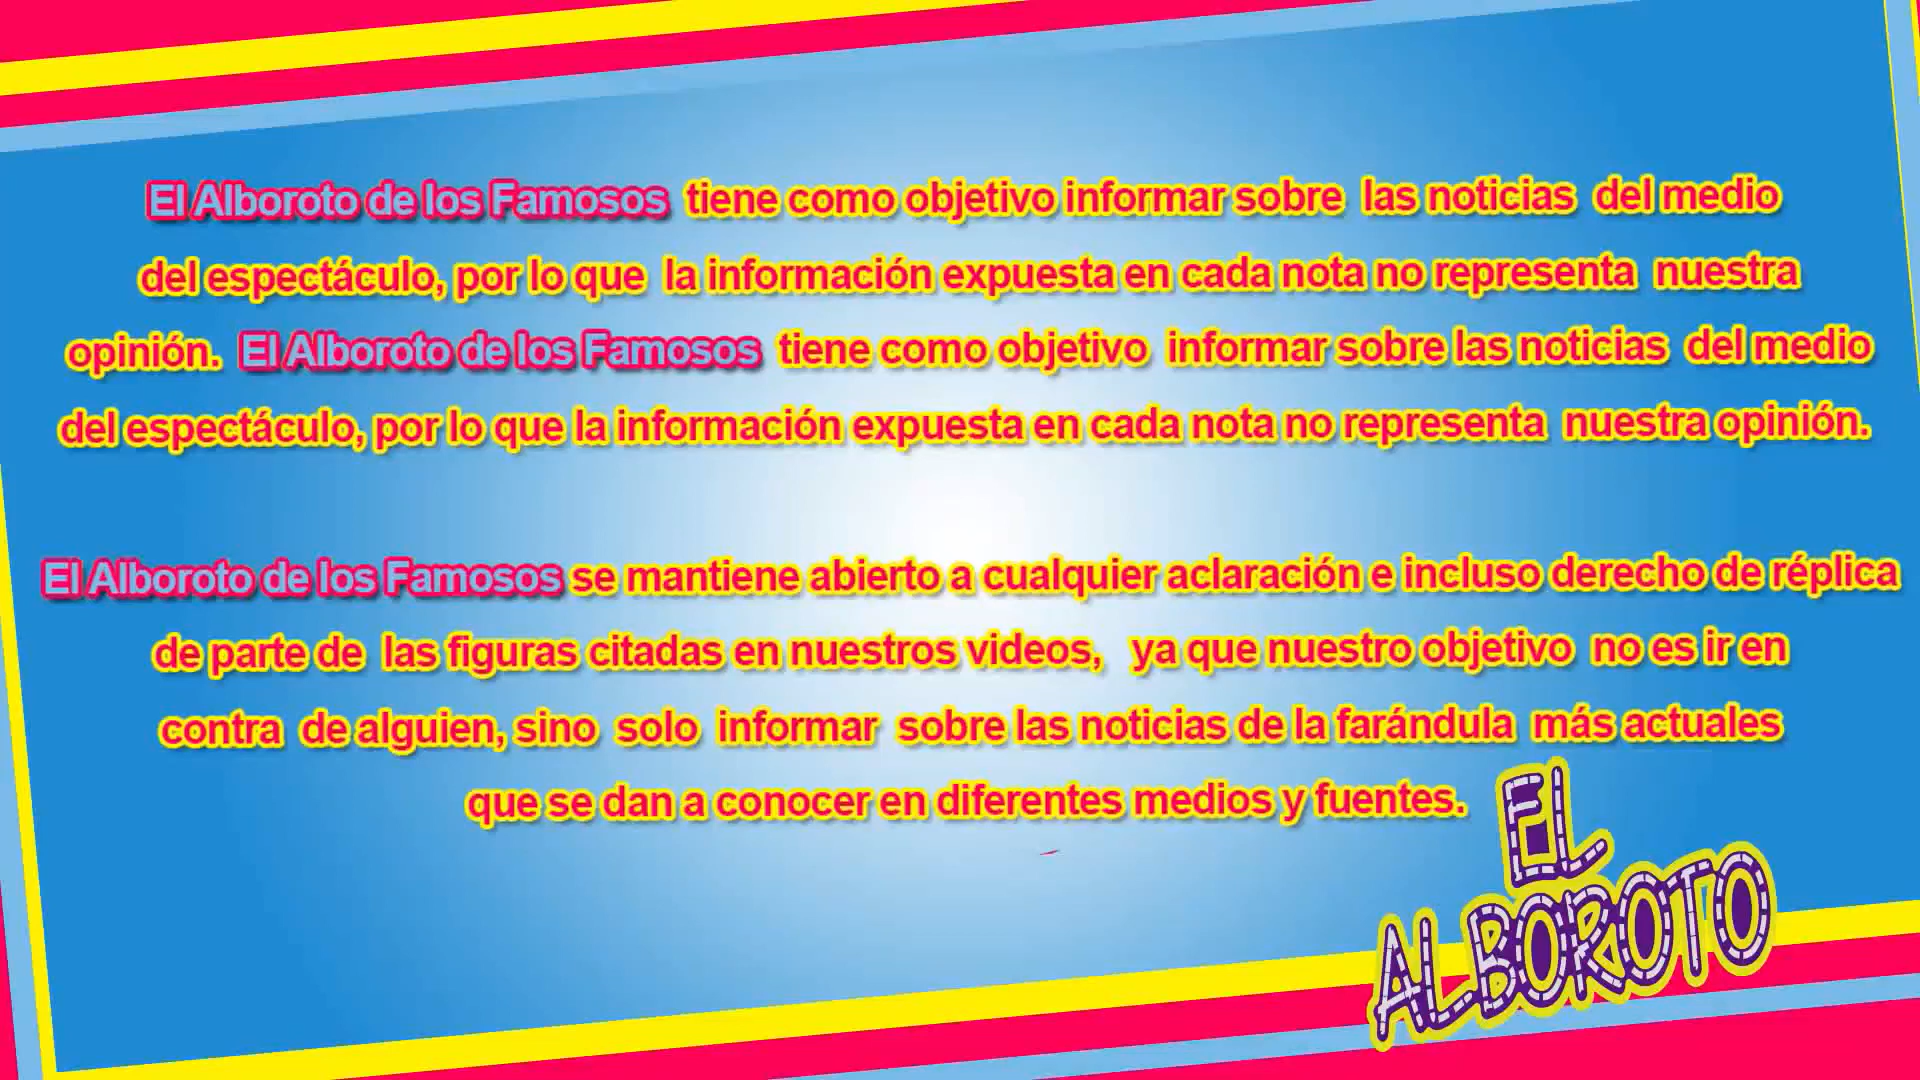 El Alboroto de los Famosos tiene como objetivo informar sobre las noticias del medio
del espectáculo, por lo que la información expuesta en cada nota no representa nuestra
opinión. El Alboroto de los Famosos tiene como objetivo informar sobre las noticias del medio
del espectáculo, por lo que la información expuesta en cada nota no representa nuestra opinión.
El Alboroto de los Famosos se mantiene abierto a cualquier aclaración e incluso derecho de réplica
de parte de las figuras citadas en nuestros videos, ya que nuestro objetivo no es ir en
contra de alguien, sino solo informar sobre las noticias de la farándula más actuales
que se dan a conocer en diferentes medios y fuentes.
EL
ALBOROTO